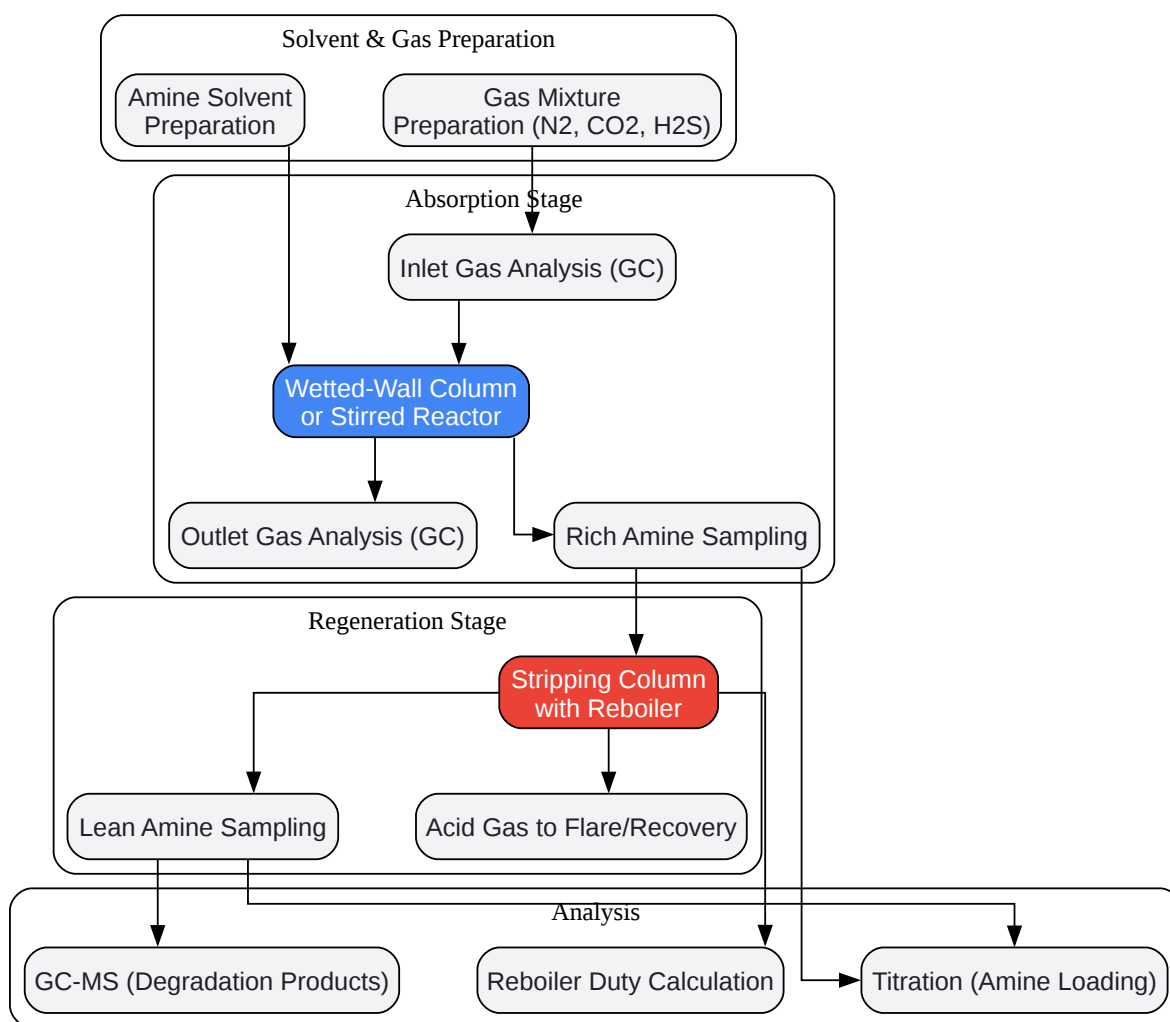 Solvent & Gas Preparation
Amine Solvent
Preparation
Gas Mixture
Preparation (N2, CO2, H2S)
Absorption Stage
Inlet Gas Analysis (GC)
Wetted-Wall Column
or Stirred Reactor
Outlet Gas Analysis (GC)
Rich Amine Sampling
Regeneration Stage
Stripping Column
with Reboiler
Lean Amine Sampling
Acid Gas to Flare/Recovery
Analysis
GC-MS (Degradation Products)
Reboiler Duty Calculation
Titration (Amine Loading)